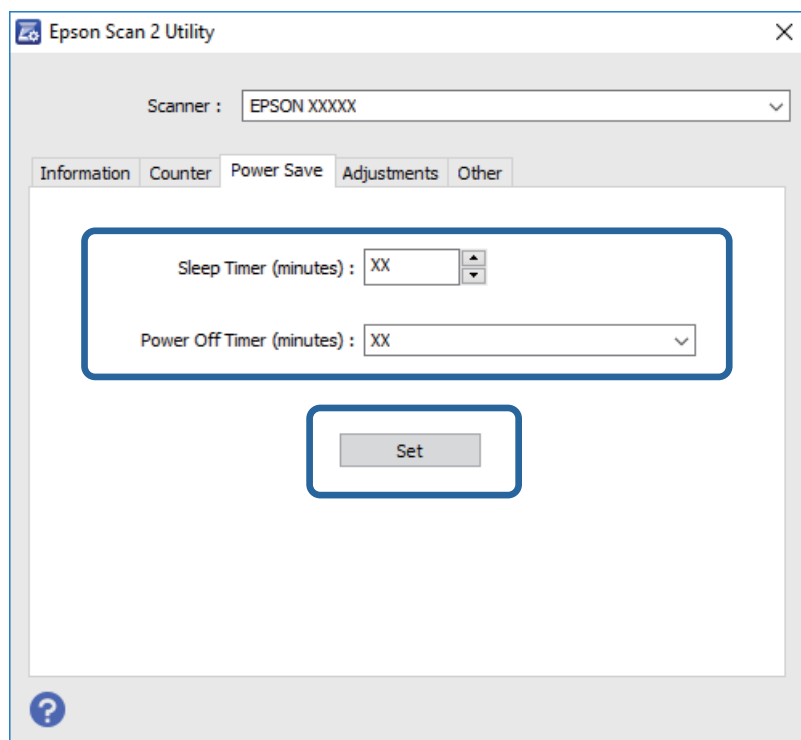 Epson Scan 2 Utility
Scanner : EPSON XXXXX
Information Counter Power Save Adjustments Other
Sleep Timer (minutes) : XX
Power Off Timer (minutes) : XX
Set
?